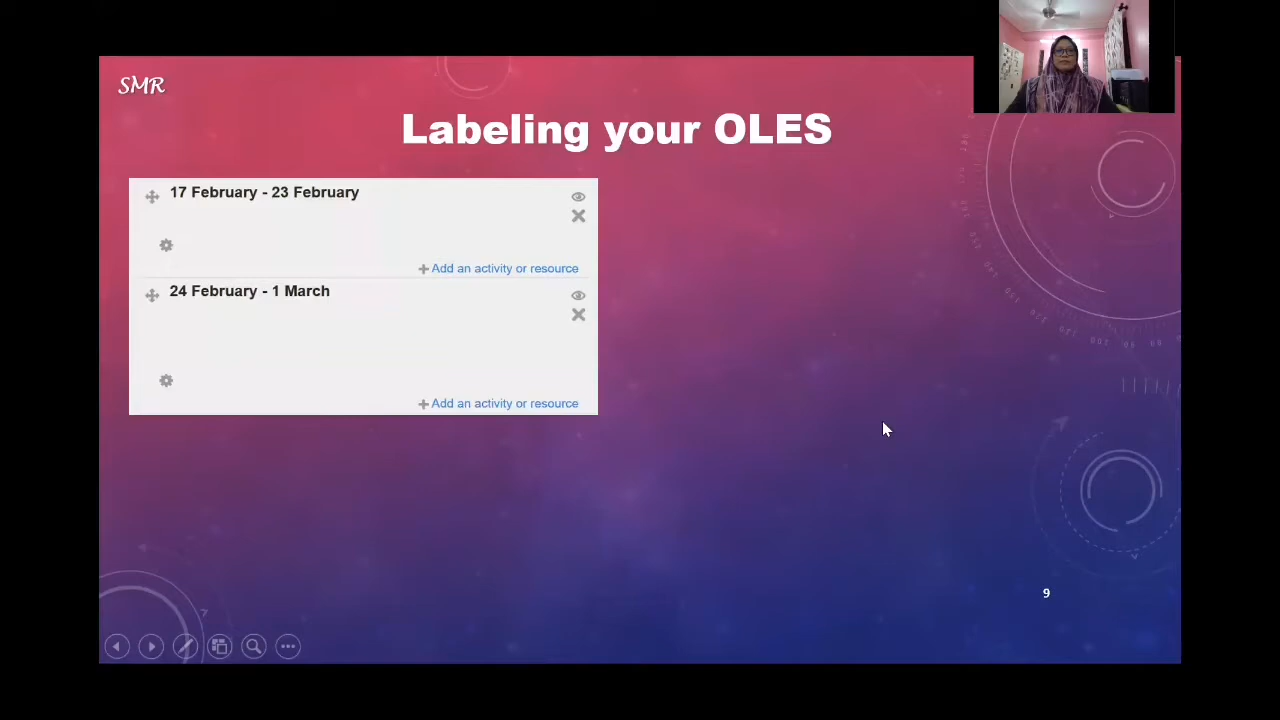 SMR
Labeling your OLES
17 February - 23 February
Add an activity or resource
24 February - 1 March
Add an activity or resource
9